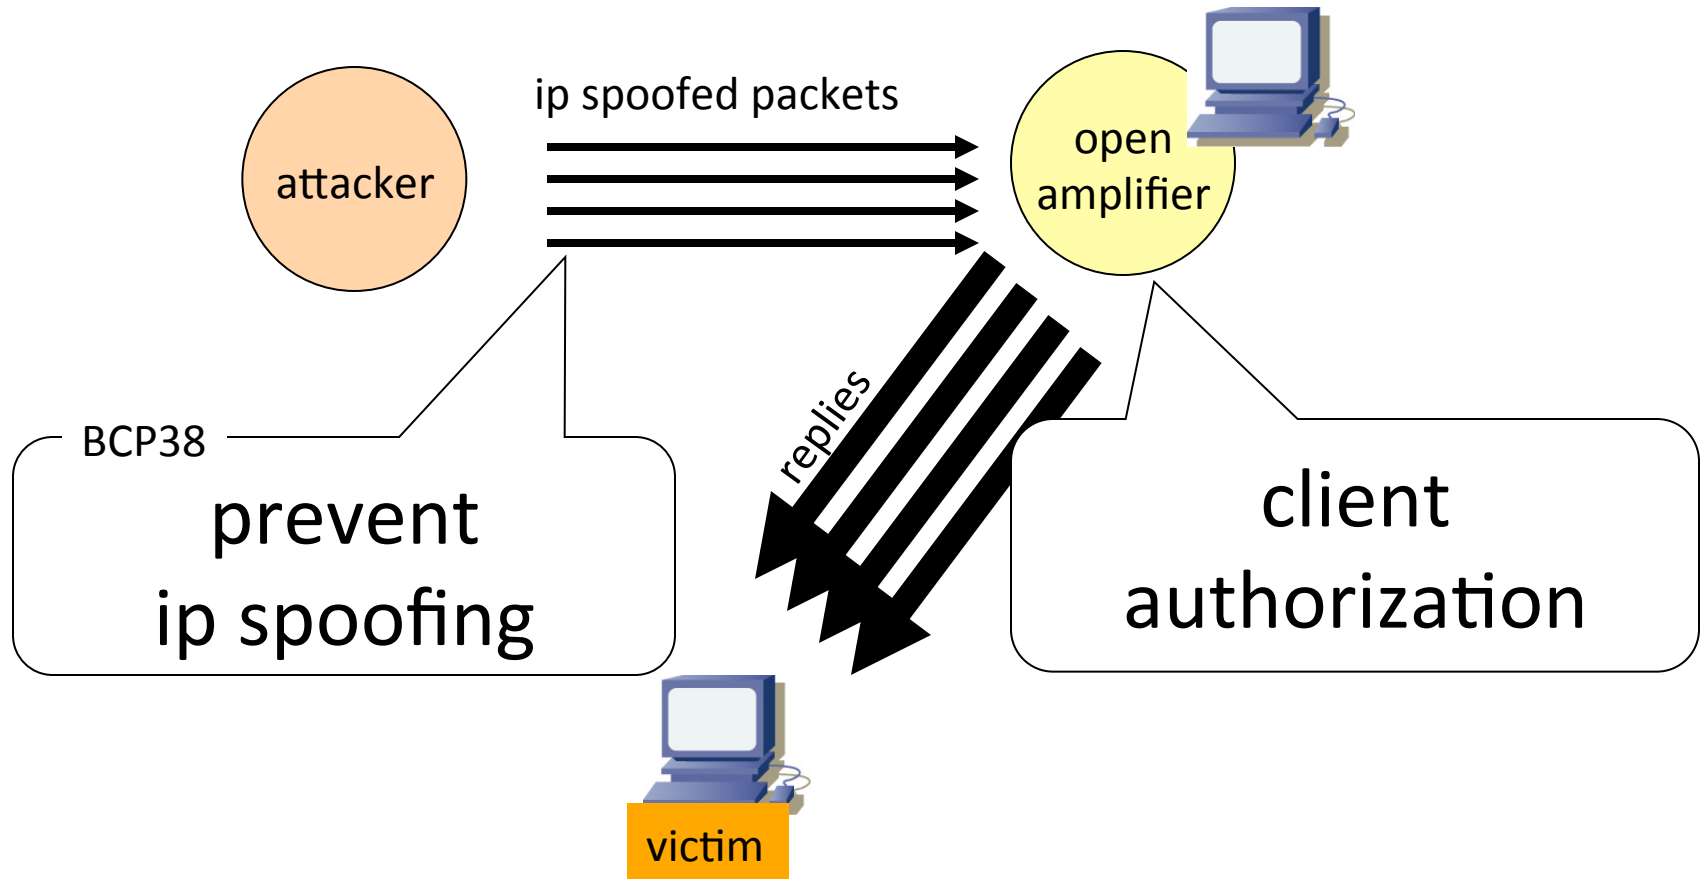 ip spoofed packets
attacker
open
amplifier
replies
BCP38
prevent
ip spoofing
client
authorization
victim